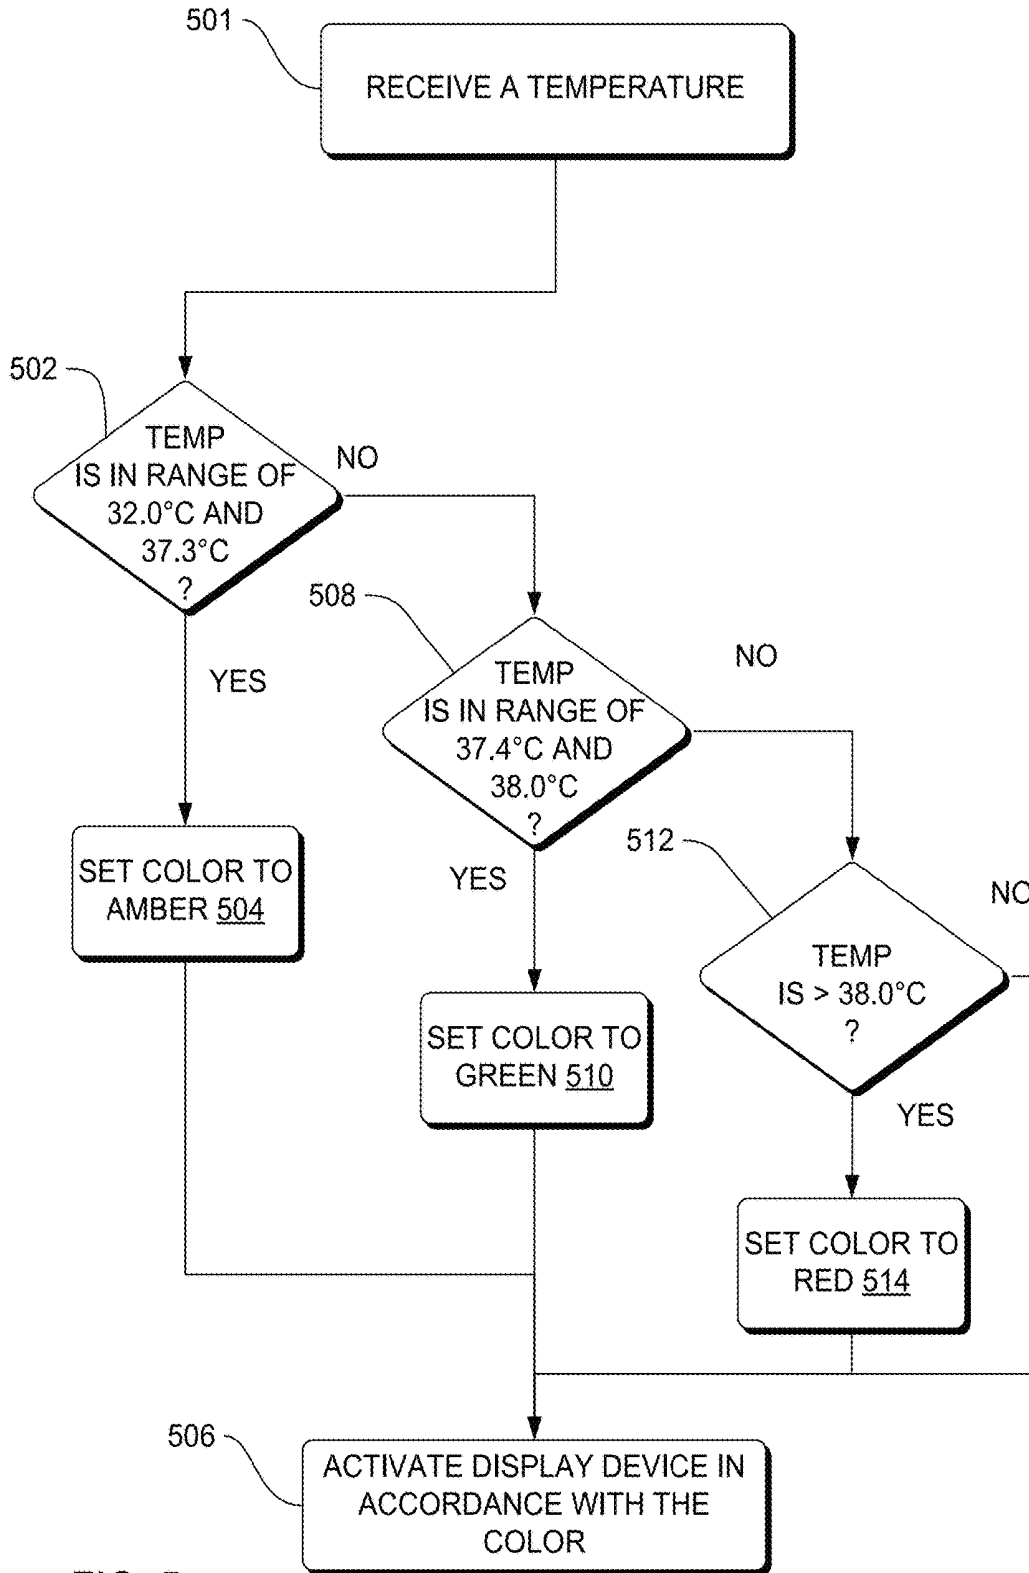 501
RECEIVE A TEMPERATURE
502
TEMP
IS IN RANGE OF
32.0°C AND
37.3°C
?
NO
YES
508
TEMP
IS IN RANGE OF
37.4°C AND
38.0°C
?
NO
YES
SET COLOR TO
AMBER 504
512
TEMP
IS > 38.0°C
?
NO
YES
SET COLOR TO
GREEN 510
SET COLOR TO
RED 514
506
ACTIVATE DISPLAY DEVICE IN
ACCORDANCE WITH THE
COLOR